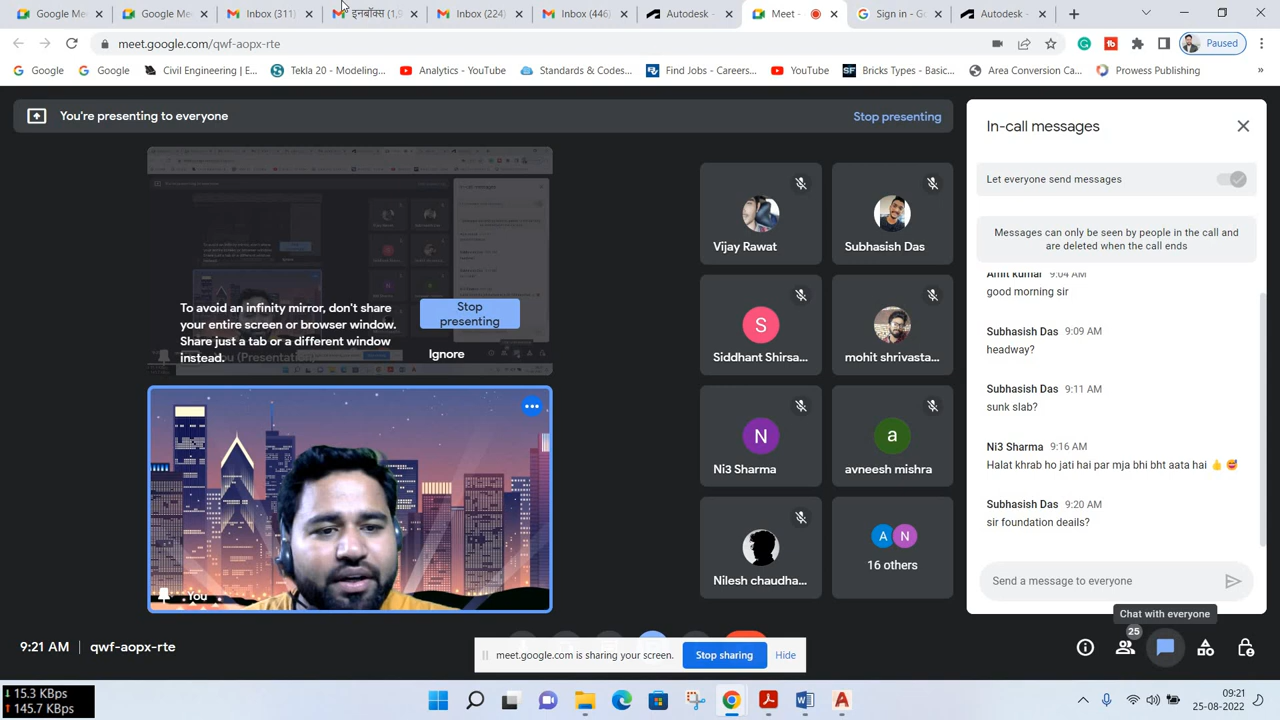 Google Me
Google Me
Inbox (311)
इनबॉक्स (1,9
Inbox (224)
Inbox (446)
Autodesk
Meet -
Sign in - Go
Autodesk -
meet.google.com/qwf-aopx-rte
Paused
Google
Google
Civil Engineering | E...
Tekla 20 - Modeling...
Analytics - YouTube
Standards & Codes...
Find Jobs - Careers...
YouTube
Bricks Types - Basic...
Area Conversion Ca...
Prowess Publishing
You're presenting to everyone
Stop presenting
To avoid an infinity mirror, don't share
your entire screen or browser window.
Share just a tab or a different window
instead.
Stop
presenting
Ignore
You
Vijay Rawat
Subhasish Das
Siddhant Shirsa...
mohit shrivasta...
Ni3 Sharma
avneesh mishra
Nilesh chaudha...
16 others
In-call messages
Let everyone send messages
Messages can only be seen by people in the call and
are deleted when the call ends
Amit kumar 9:04 AM
good morning sir
Subhasish Das 9:09 AM
headway?
Subhasish Das 9:11 AM
sunk slab?
Ni3 Sharma 9:16 AM
Halat khrab ho jati hai par mja bhi bht aata hai 👍 😅
Subhasish Das 9:20 AM
sir foundation deails?
Send a message to everyone
Chat with everyone
25
9:21 AM
qwf-aopx-rte
meet.google.com is sharing your screen.
Stop sharing
Hide
15.3 KBps
145.7 KBps
09:21
25-08-2022